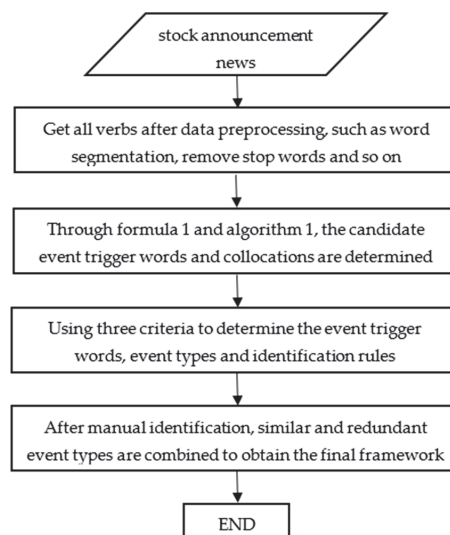 stock announcement
news
Get all verbs after data preprocessing, such as word
segmentation, remove stop words and so on
Through formula 1 and algorithm 1, the candidate
event trigger words and collocations are determined
Using three criteria to determine the event trigger
words, event types and identification rules
After manual identification, similar and redundant
event types are combined to obtain the final framework
END